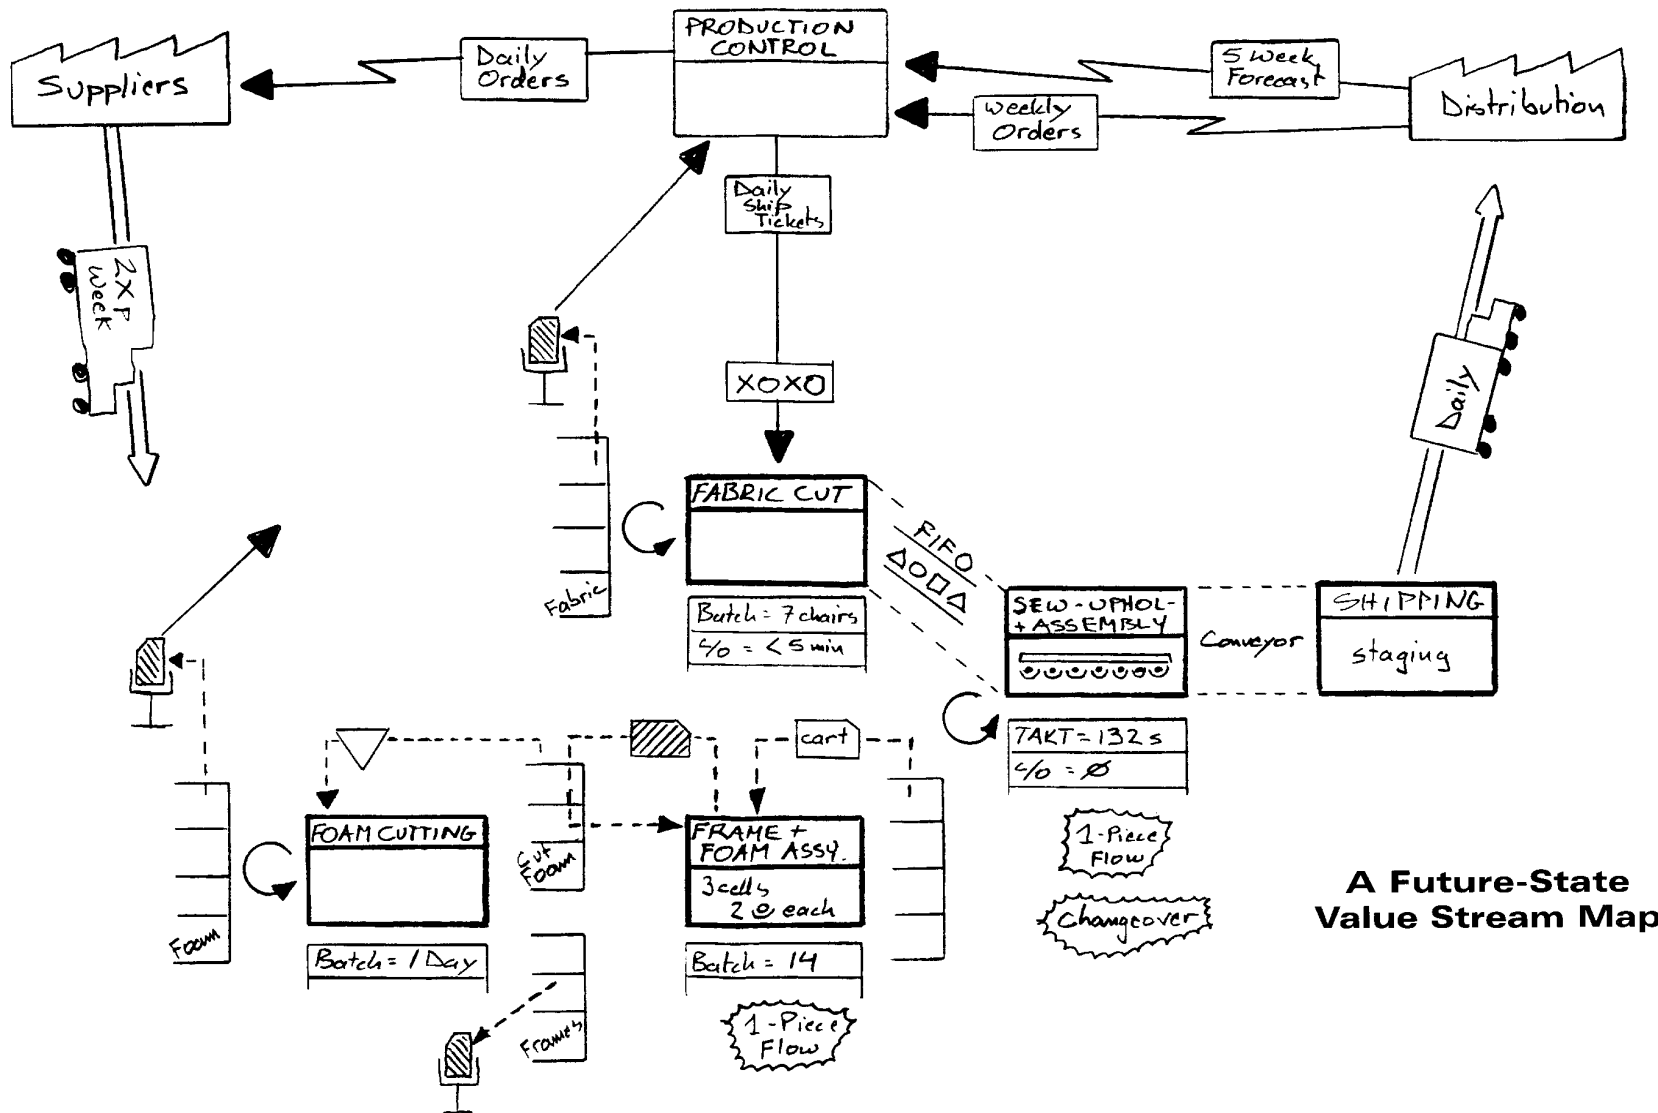 PRODUCTION
CONTROL
Suppliers
Daily
Orders
5 Week
Forecast
Weekly
Orders
Distribution
Daily
Ship
Tickets
2XP
Week
XOXO
Daily
FABRIC CUT
Fabric
Batch = 7 chairs
c/o = < 5 min
FIFO
SEW-UPHOL-
+ ASSEMBLY
Conveyor
SHIPPING
staging
TAKT = 132 s
c/o = Ø
1-Piece
Flow
Changeover
cart
FOAM CUTTING
Foam
Batch = 1 Day
Cut
Foam
FRAME +
FOAM ASSY.
3 cells
2 each
Batch = 14
1-Piece
Flow
Frames
A Future-State
Value Stream Map